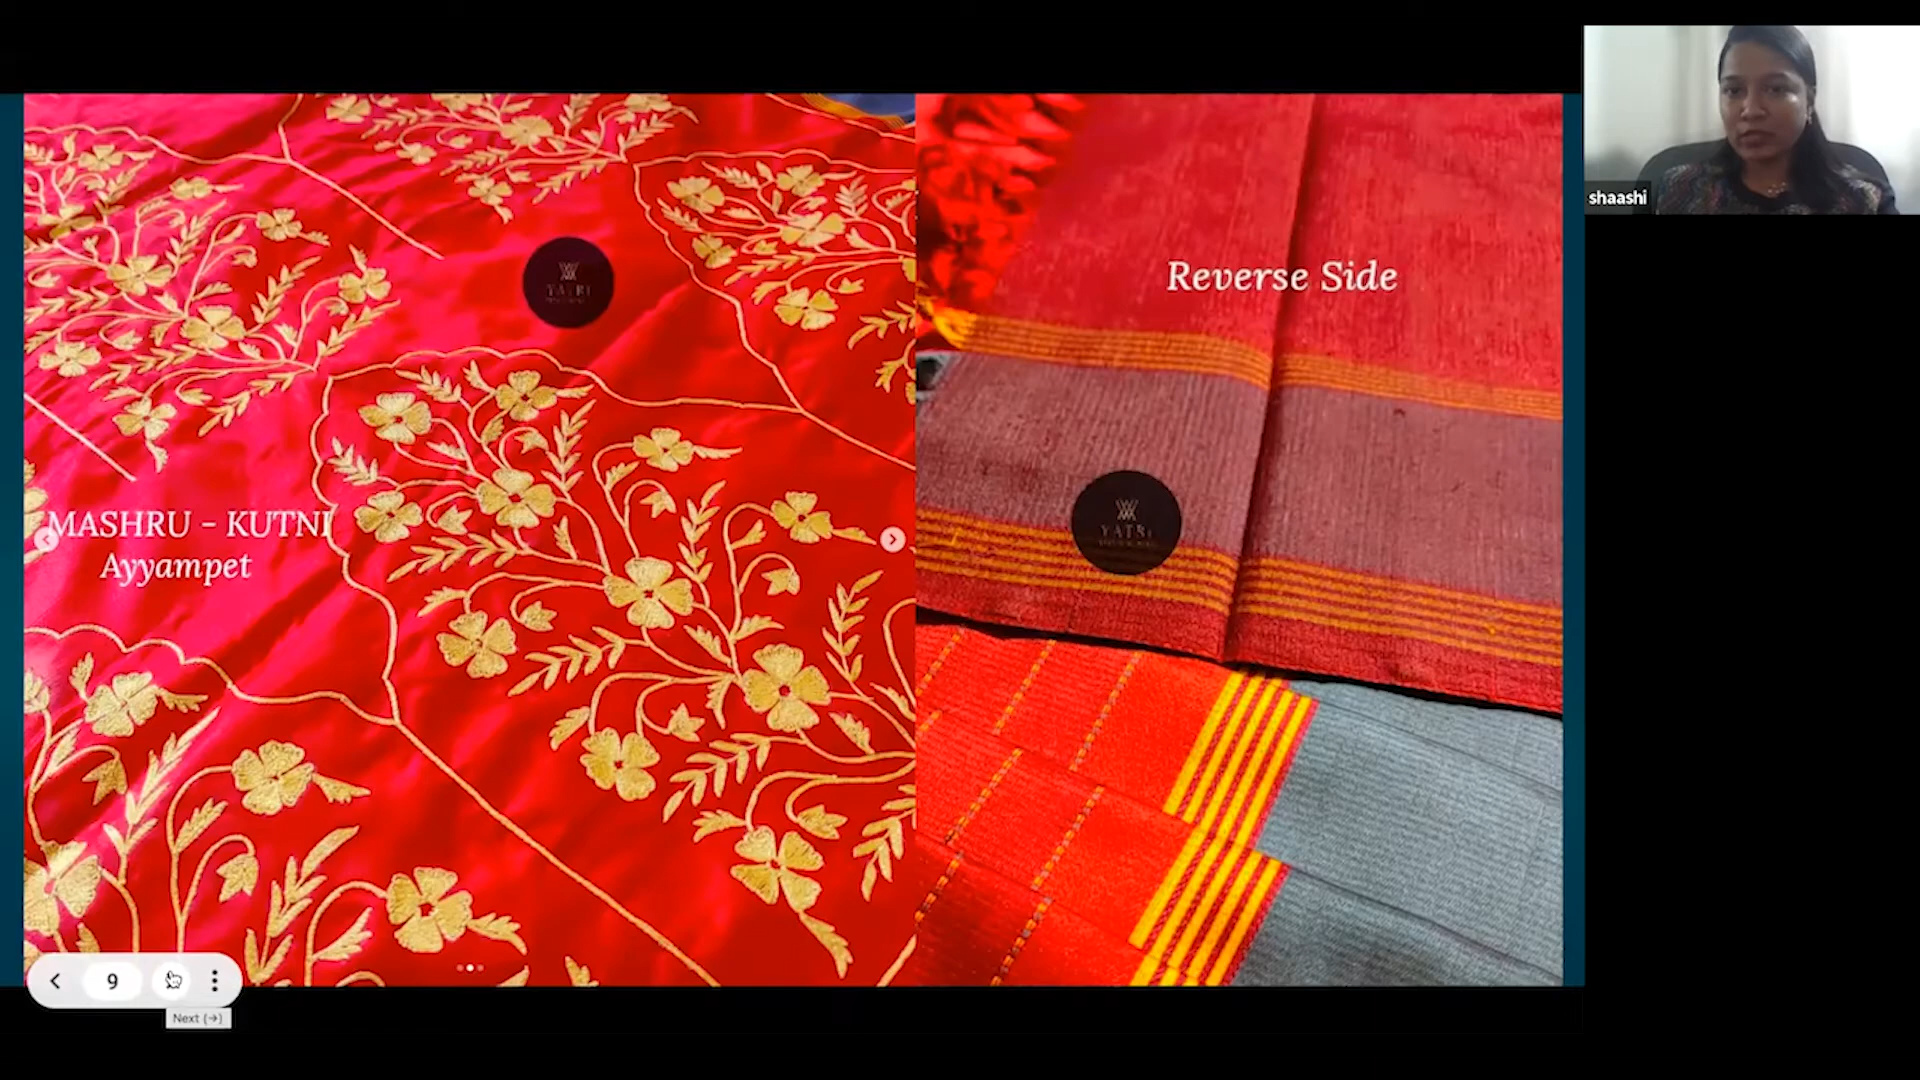 MASHRU - KUTNI
Ayyampet
YATRI
Reverse Side
YATRI
shaashi
9
Next (→)